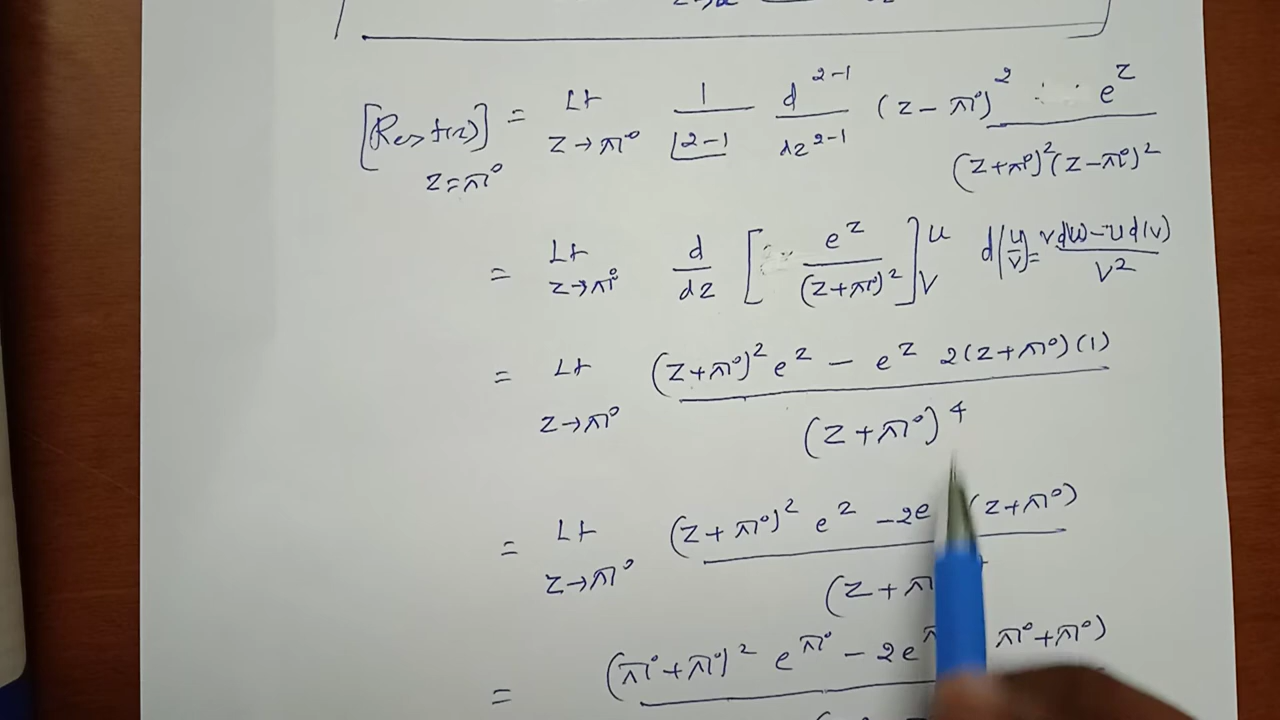 [Res f(z)] z=πi = Lt z→πi 1/⌊2-1 d^(2-1)/dz^(2-1) (z-πi)^2 e^z/((z+πi)^2(z-πi)^2)
= Lt z→πi d/dz [e^z/(z+πi)^2] u v d(u/v)= (vd(u)-ud(v))/v^2
= Lt z→πi ((z+πi)^2 e^z - e^z 2(z+πi)(1))/(z+πi)^4
= Lt z→πi ((z+πi)^2 e^z -2e (z+πi))/(z+π
= (πi+πi)^2 e^πi - 2e^π πi+πi)